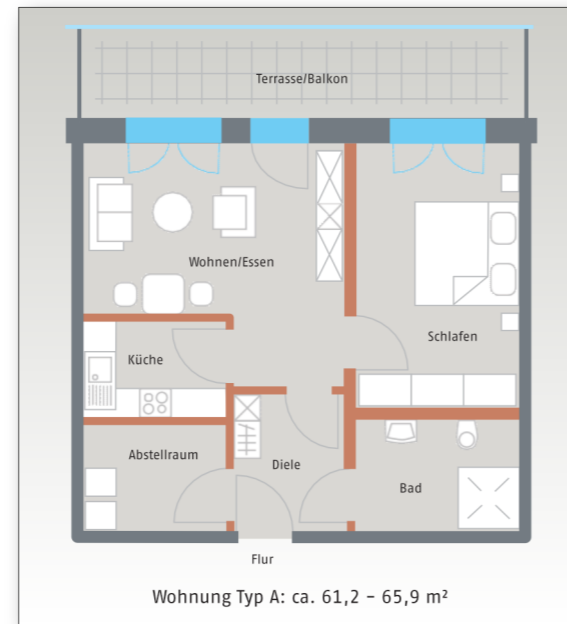 Terrasse/Balkon
Wohnen/Essen
Schlafen
Küche
Abstellraum
Diele
Bad
Flur
Wohnung Typ A: ca. 61,2 – 65,9 m²